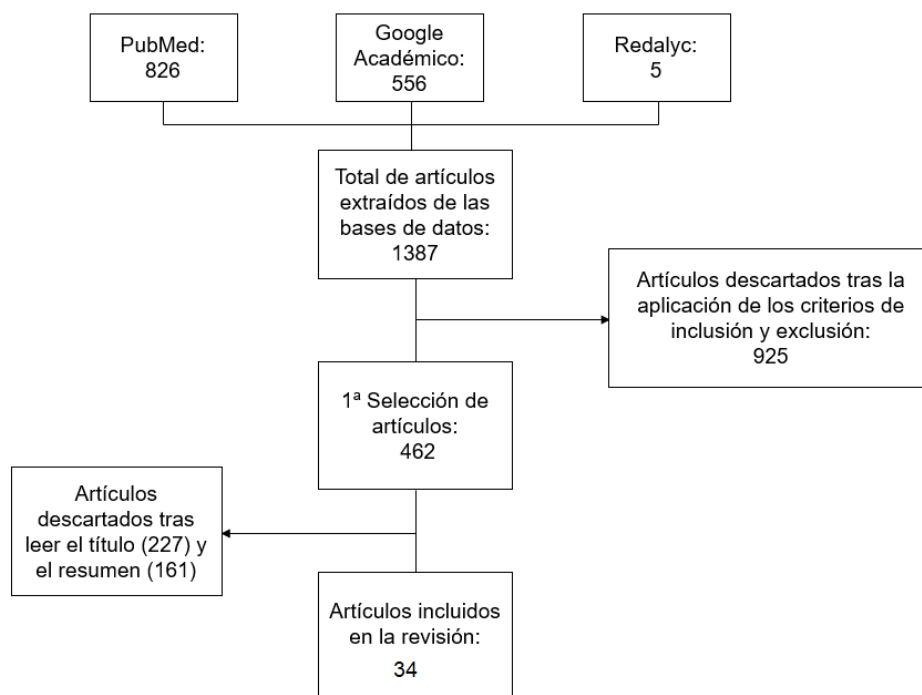 PubMed:
826
Google
Académico:
556
Redalyc:
5
Total de artículos
extraídos de las
bases de datos:
1387
Artículos descartados tras la
aplicación de los criterios de
inclusión y exclusión:
925
1ª Selección de
artículos:
462
Artículos
descartados tras
leer el título (227) y
el resumen (161)
Artículos incluidos
en la revisión:
34